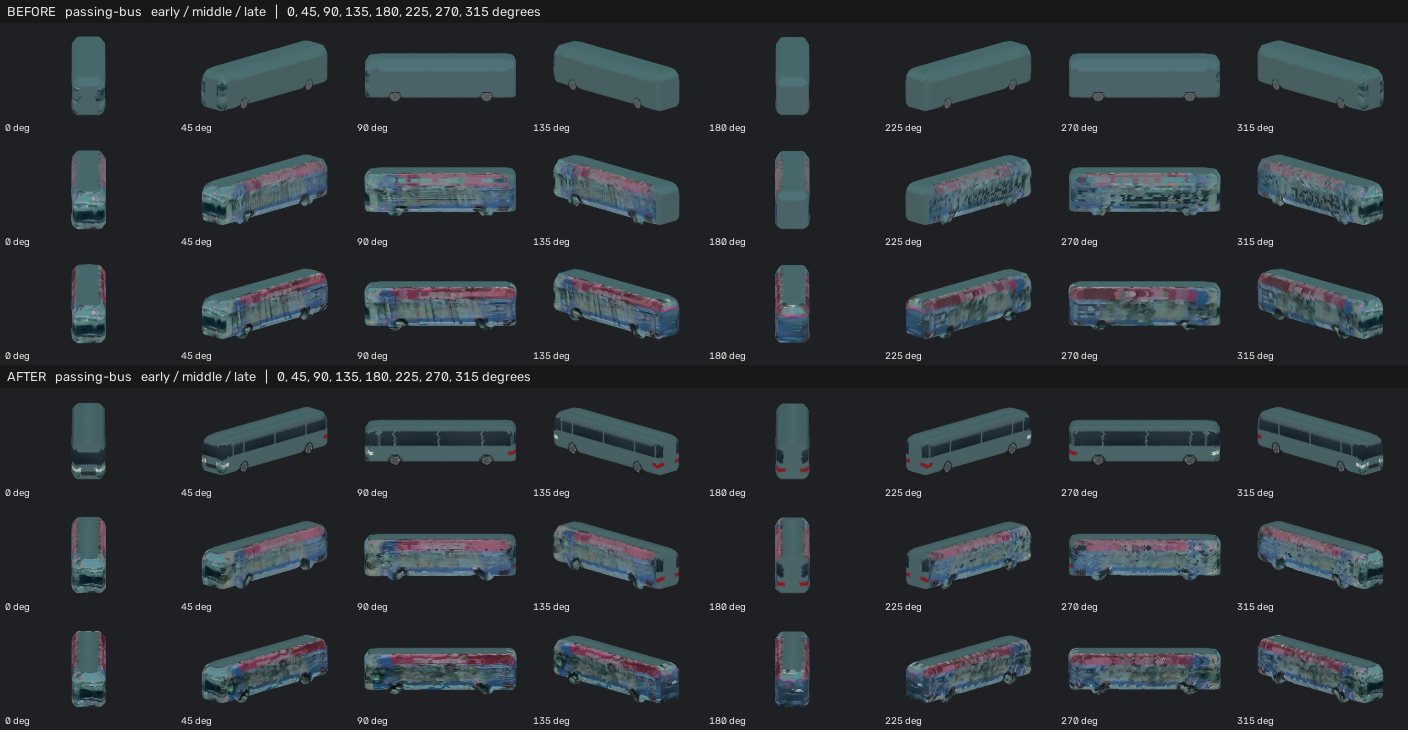 BEFORE passing-bus early / middle / late | 0, 45, 90, 135, 180, 225, 270, 315 degrees
0 deg 45 deg 90 deg 135 deg 180 deg 225 deg 270 deg 315 deg
0 deg 45 deg 90 deg 135 deg 180 deg 225 deg 270 deg 315 deg
0 deg 45 deg 90 deg 135 deg 180 deg 225 deg 270 deg 315 deg
AFTER passing-bus early / middle / late | 0, 45, 90, 135, 180, 225, 270, 315 degrees
0 deg 45 deg 90 deg 135 deg 180 deg 225 deg 270 deg 315 deg
0 deg 45 deg 90 deg 135 deg 180 deg 225 deg 270 deg 315 deg
0 deg 45 deg 90 deg 135 deg 180 deg 225 deg 270 deg 315 deg